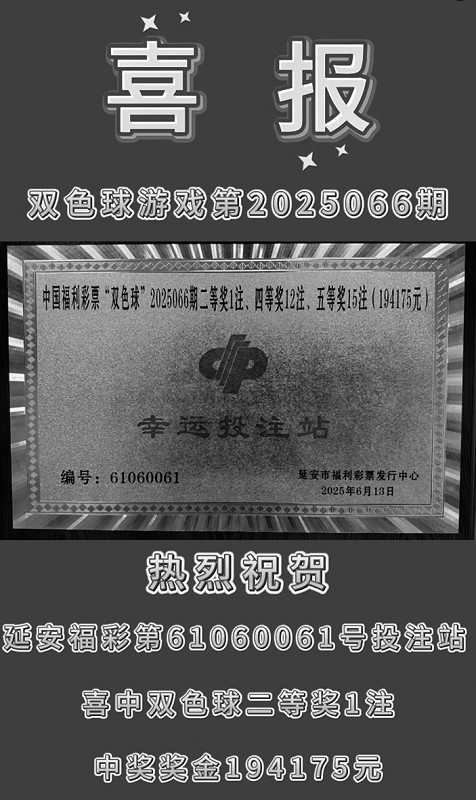 喜报
双色球游戏第2025066期
中国福利彩票“双色球”2025066期二等奖1注、四等奖12注、五等奖15注（194175元）
幸运投注站
编号：61060061
延安市福利彩票发行中心
2025年6月13日
热烈祝贺
延安福彩第61060061号投注站
喜中双色球二等奖1注
中奖奖金194175元